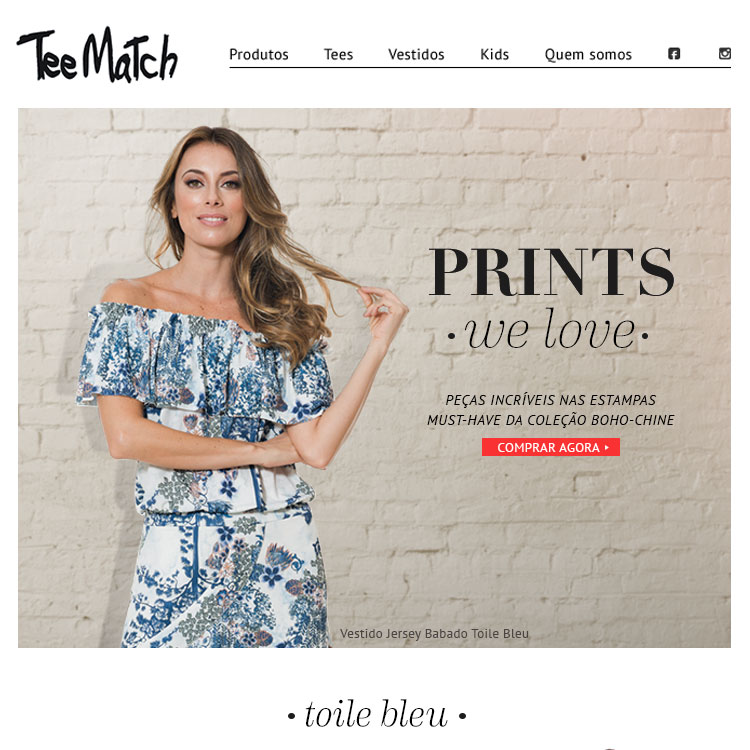 Tee Match
Produtos Tees Vestidos Kids Quem somos
PRINTS
• we love •
PEÇAS INCRÍVEIS NAS ESTAMPAS
MUST-HAVE DA COLEÇÃO BOHO-CHINE
COMPRAR AGORA
Vestido Jersey Babado Toile Bleu
• toile bleu •